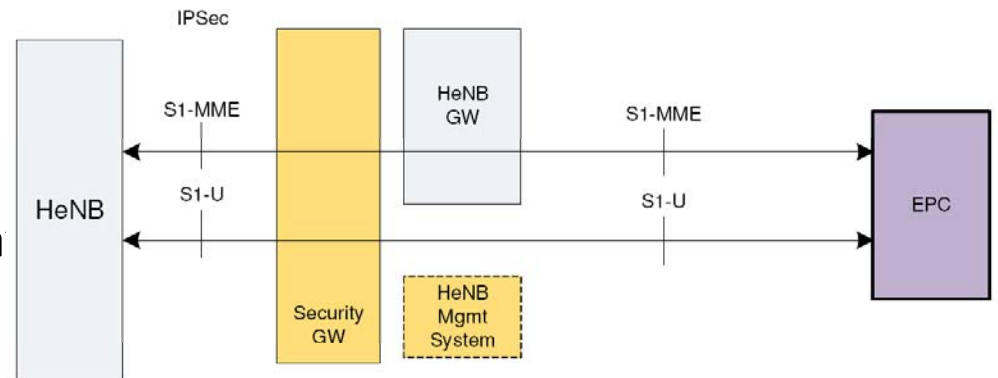 IPSec
S1-MME
S1-U
HeNB
Security
GW
HeNB
GW
HeNB
Mgmt
System
S1-MME
S1-U
EPC